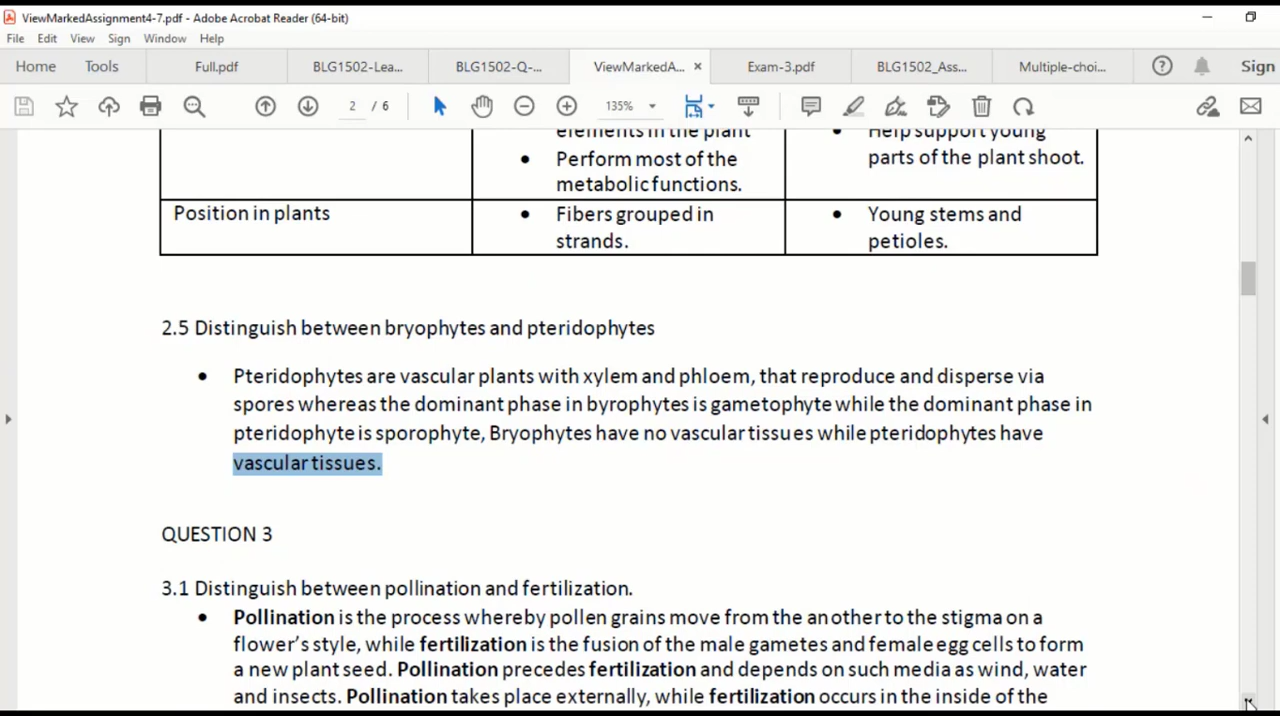 ViewMarkedAssignment4-7.pdf - Adobe Acrobat Reader (64-bit)
File Edit View Sign Window Help
Home Tools Full.pdf BLG1502-Lea... BLG1502-Q-... ViewMarkedA... × Exam-3.pdf BLG1502_Ass... Multiple-choi... Sign
2 / 6 135%
elements in the plant
• Perform most of the
metabolic functions.
• Help support young
parts of the plant shoot.
Position in plants
• Fibers grouped in
strands.
• Young stems and
petioles.
2.5 Distinguish between bryophytes and pteridophytes
• Pteridophytes are vascular plants with xylem and phloem, that reproduce and disperse via
spores whereas the dominant phase in byrophytes is gametophyte while the dominant phase in
pteridophyte is sporophyte, Bryophytes have no vascular tissues while pteridophytes have
vascular tissues.
QUESTION 3
3.1 Distinguish between pollination and fertilization.
• Pollination is the process whereby pollen grains move from the another to the stigma on a
flower's style, while fertilization is the fusion of the male gametes and female egg cells to form
a new plant seed. Pollination precedes fertilization and depends on such media as wind, water
and insects. Pollination takes place externally, while fertilization occurs in the inside of the